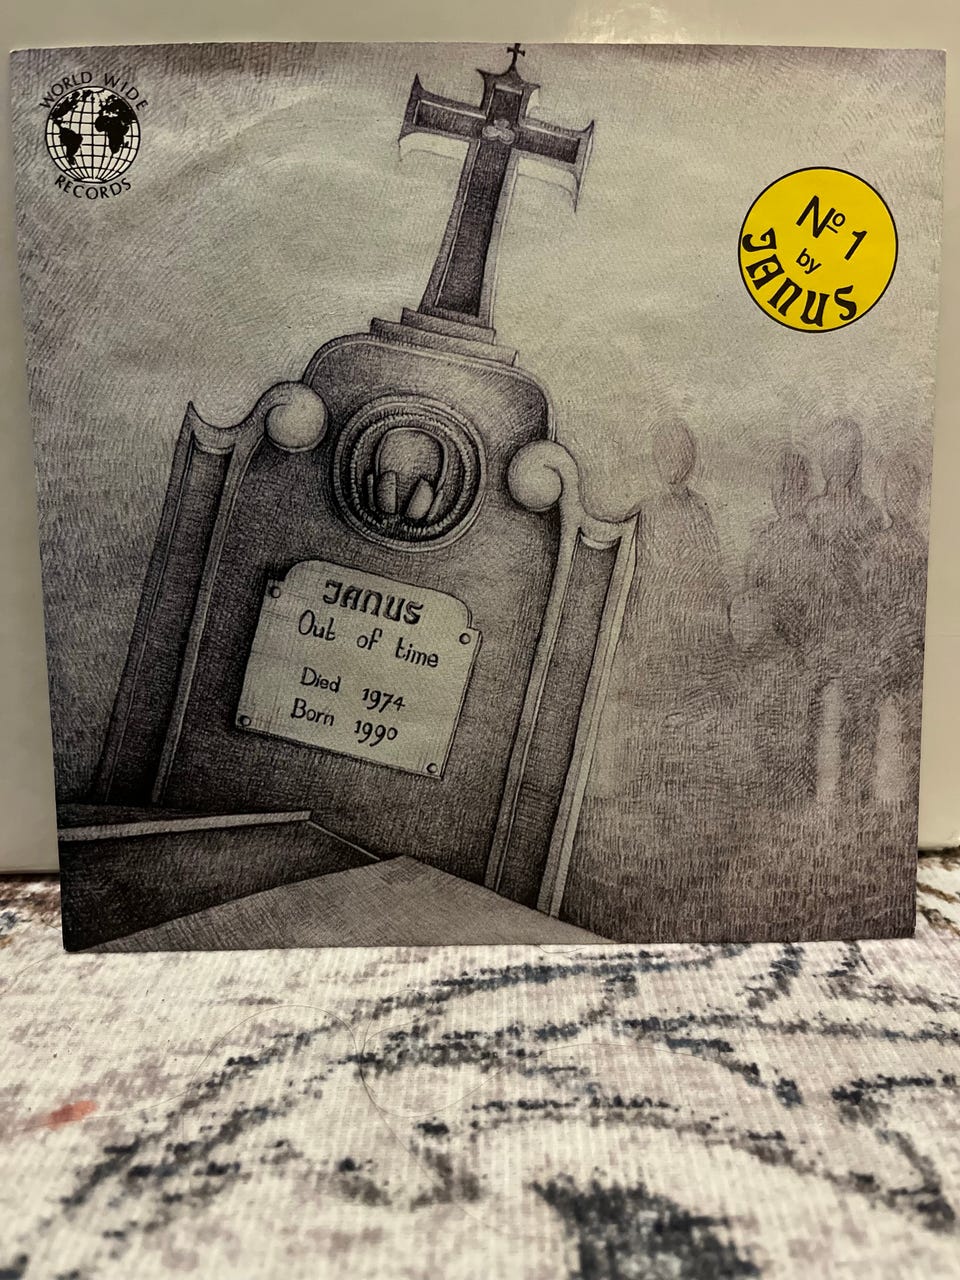 WORLD WIDE
RECORDS
Nº 1
by
JANUS
JANUS
Out of time
Died 1974
Born 1990